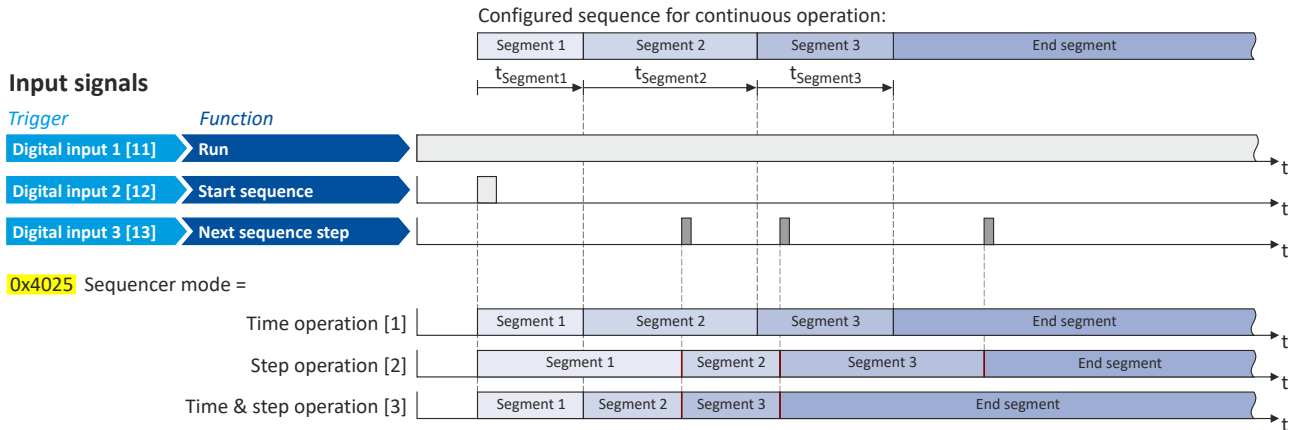 Configured sequence for continuous operation:
Segment 1 Segment 2 Segment 3 End segment
tSegment1 tSegment2 tSegment3
Input signals
Trigger Function
Digital input 1 [11] Run
t
Digital input 2 [12] Start sequence
t
Digital input 3 [13] Next sequence step
t
0x4025 Sequencer mode =
Time operation [1] Segment 1 Segment 2 Segment 3 End segment
t
Step operation [2] Segment 1 Segment 2 Segment 3 End segment
t
Time & step operation [3] Segment 1 Segment 2 Segment 3 End segment
t